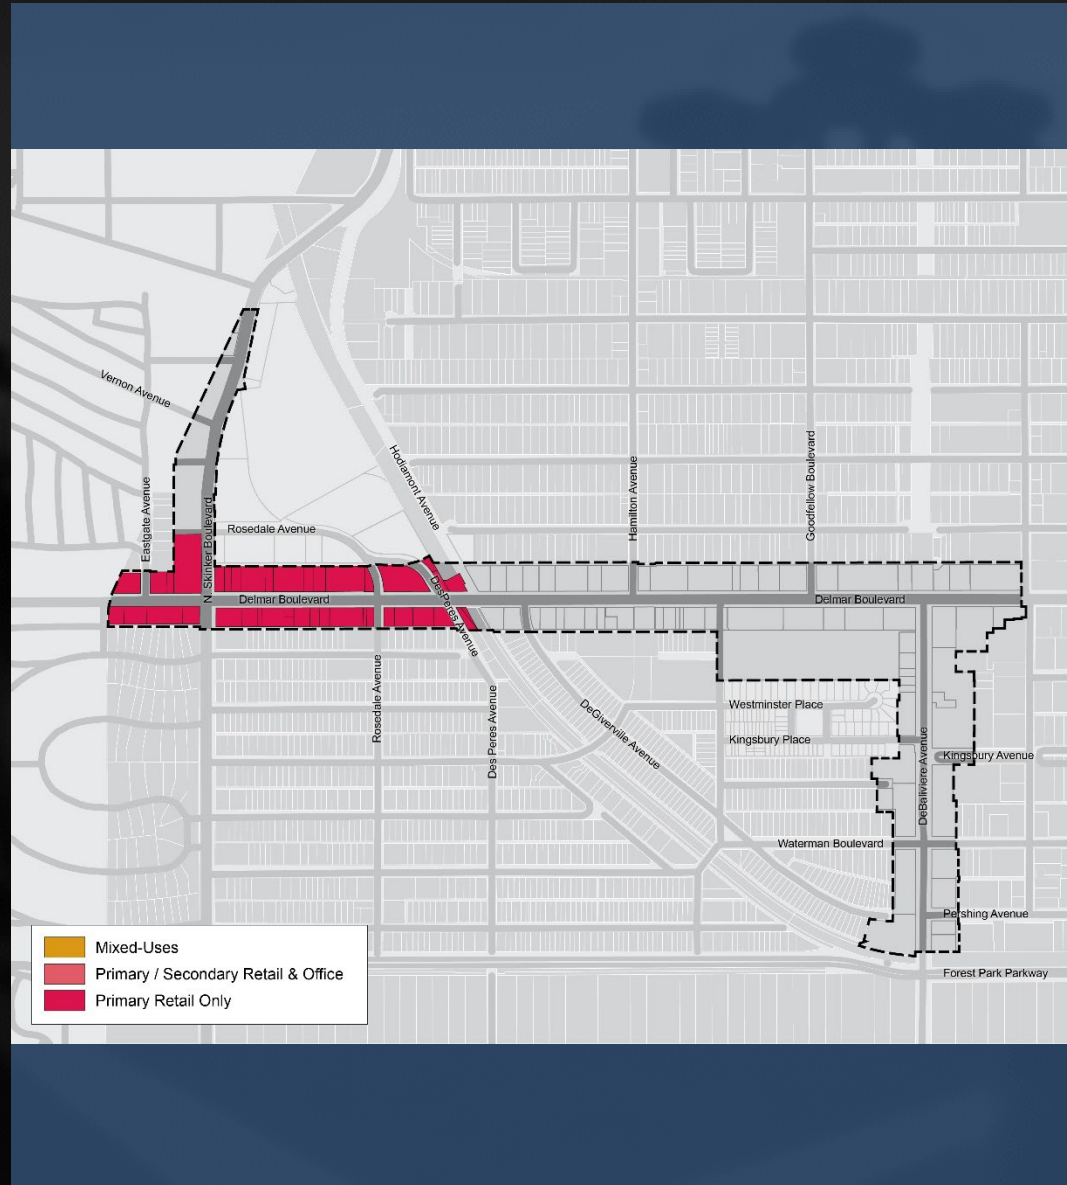 Vernon Avenue
Eastgate Avenue
N. Skinker Boulevard
Hodiamont Avenue
Hamilton Avenue
Goodfellow Boulevard
Rosedale Avenue
Delmar Boulevard
DesPeres Avenue
Delmar Boulevard
Rosedale Avenue
Des Peres Avenue
DeGiverville Avenue
Westminster Place
Kingsbury Place
DeBaliviere Avenue
Kingsbury Avenue
Waterman Boulevard
Pershing Avenue
Forest Park Parkway
Mixed-Uses
Primary / Secondary Retail & Office
Primary Retail Only